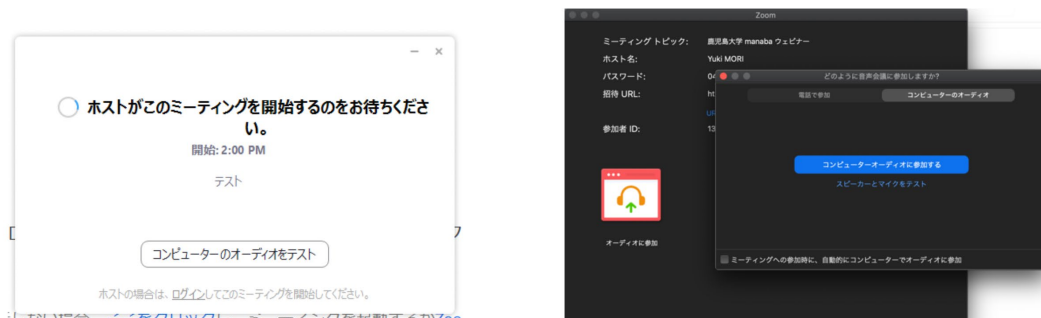 ホストがこのミーティングを開始するのをお待ちくださ
い。
開始: 2:00 PM
テスト
コンピューターのオーディオをテスト
ホストの場合は、ログインしてこのミーティングを開始してください。
Zoom
ミーティング トピック: 鹿児島大学 manaba ウェビナー
ホスト名: Yuki MORI
パスワード: 04
招待 URL: ht
UR
参加者 ID: 13
オーディオに参加
どのように音声会議に参加しますか?
電話で参加
コンピューターのオーディオ
コンピューターオーディオに参加する
スピーカーとマイクをテスト
ミーティングへの参加時に、自動的にコンピューターでオーディオに参加